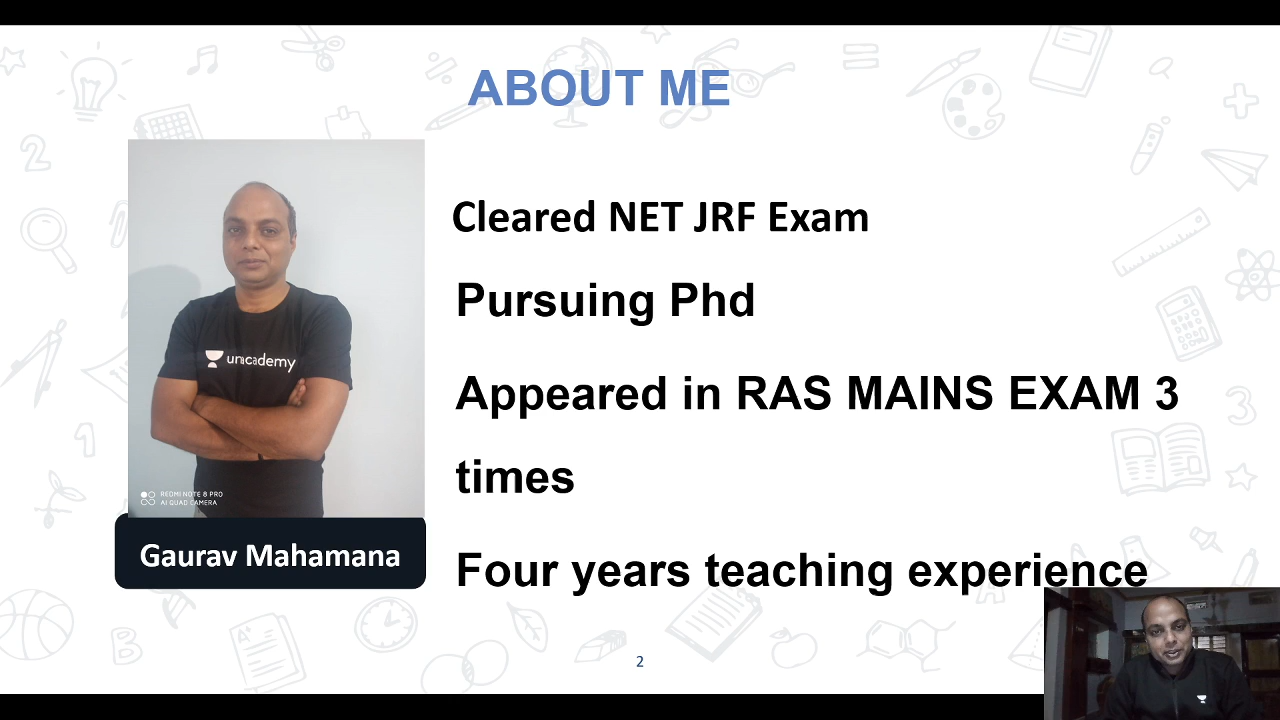 ABOUT ME
Cleared NET JRF Exam
Pursuing Phd
Appeared in RAS MAINS EXAM 3
times
Four years teaching experience
unacademy
REDMI NOTE 8 PRO
AI QUAD CAMERA
Gaurav Mahamana
2